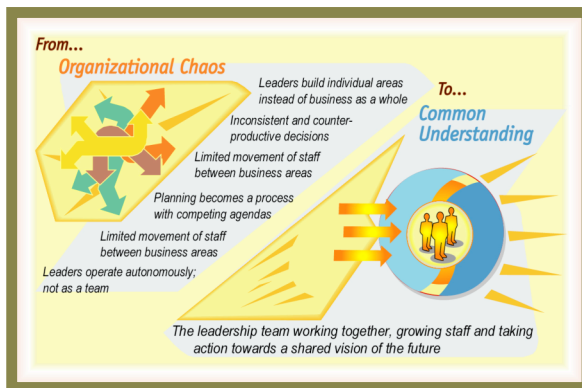 From...
Organizational Chaos
Leaders build individual areas
instead of business as a whole
Inconsistent and counter-
productive decisions
Limited movement of staff
between business areas
Planning becomes a process
with competing agendas
Limited movement of staff
between business areas
Leaders operate autonomously;
not as a team
To...
Common
Understanding
The leadership team working together, growing staff and taking
action towards a shared vision of the future